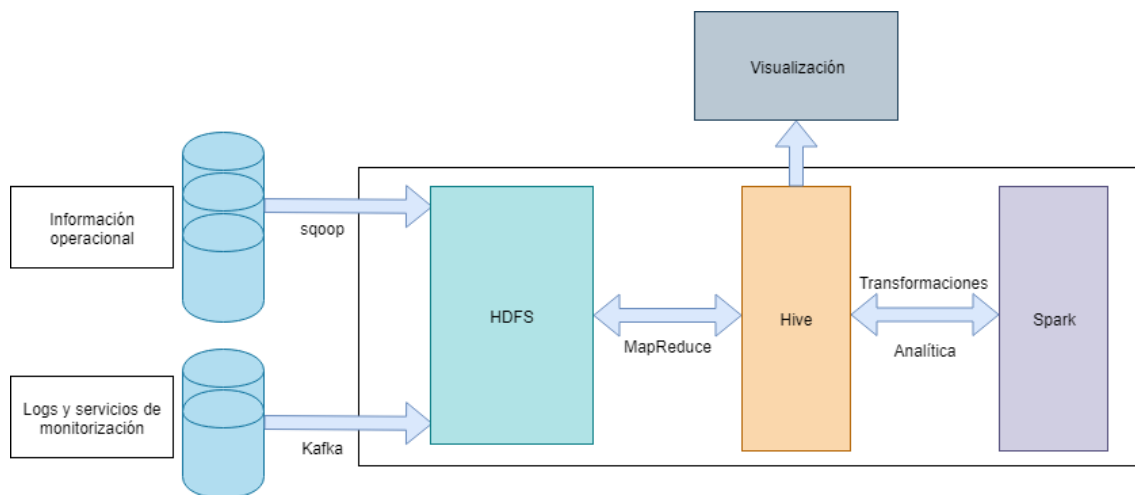 Visualización
Información
operacional
sqoop
HDFS
MapReduce
Hive
Transformaciones
Analítica
Spark
Logs y servicios de
monitorización
Kafka